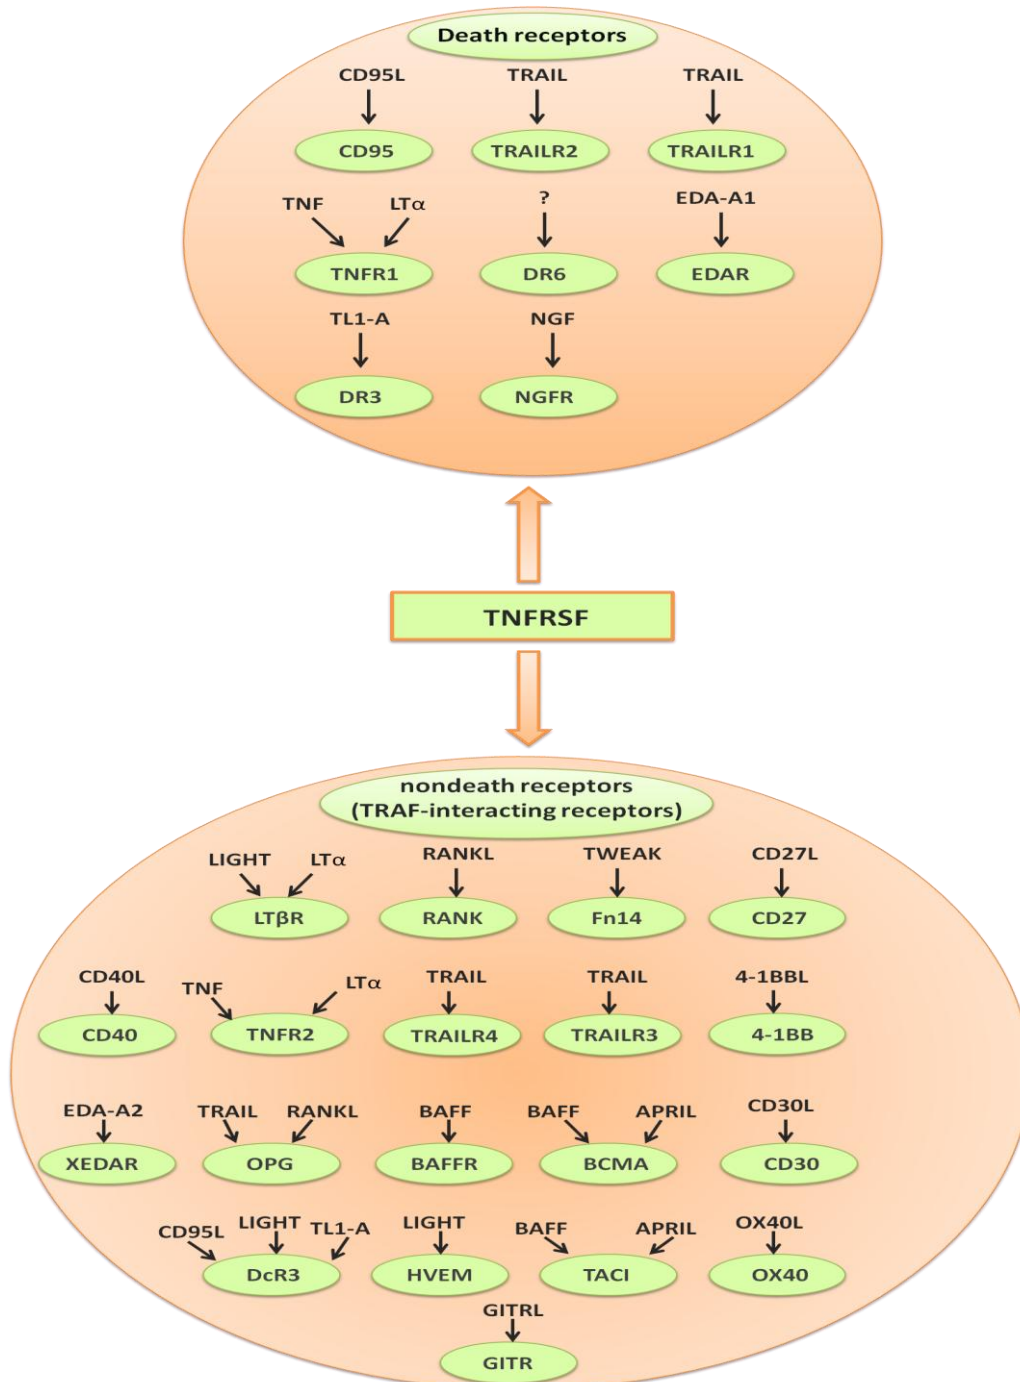 Death receptors
CD95L TRAIL TRAIL
CD95 TRAILR2 TRAILR1
TNF LTα ? EDA-A1
TNFR1 DR6 EDAR
TL1-A NGF
DR3 NGFR
TNFRSF
nondeath receptors
(TRAF-interacting receptors)
LIGHT LTα RANKL TWEAK CD27L
LTβR RANK Fn14 CD27
CD40L TNF LTα TRAIL TRAIL 4-1BBL
CD40 TNFR2 TRAILR4 TRAILR3 4-1BB
EDA-A2 TRAIL RANKL BAFF BAFF APRIL CD30L
XEDAR OPG BAFFR BCMA CD30
CD95L LIGHT TL1-A LIGHT BAFF APRIL OX40L
DcR3 HVEM TACI OX40
GITRL
GITR